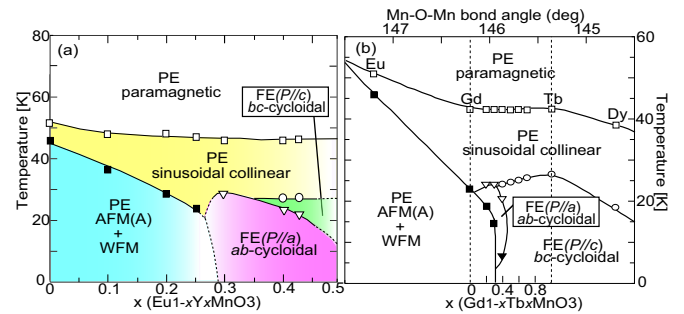 Mn-O-Mn bond angle (deg)
147
146
145
(a)
80
60
40
20
0
Temperature [K]
PE
paramagnetic
FE(P//c)
bc-cycloidal
PE
sinusoidal collinear
PE
AFM(A)
+
WFM
FE(P//a)
ab-cycloidal
0
0.1
0.2
0.3
0.4
0.5
x (Eu1-xYxMnO3)
(b)
Eu
PE
paramagnetic
Gd
Tb
Dy
PE
sinusoidal collinear
PE
AFM(A)
+
WFM
FE(P//a)
ab-cycloidal
FE(P//c)
bc-cycloidal
60
40
20
0
Temperature [K]
0
0.4
0.8
x (Gd1-xTbxMnO3)